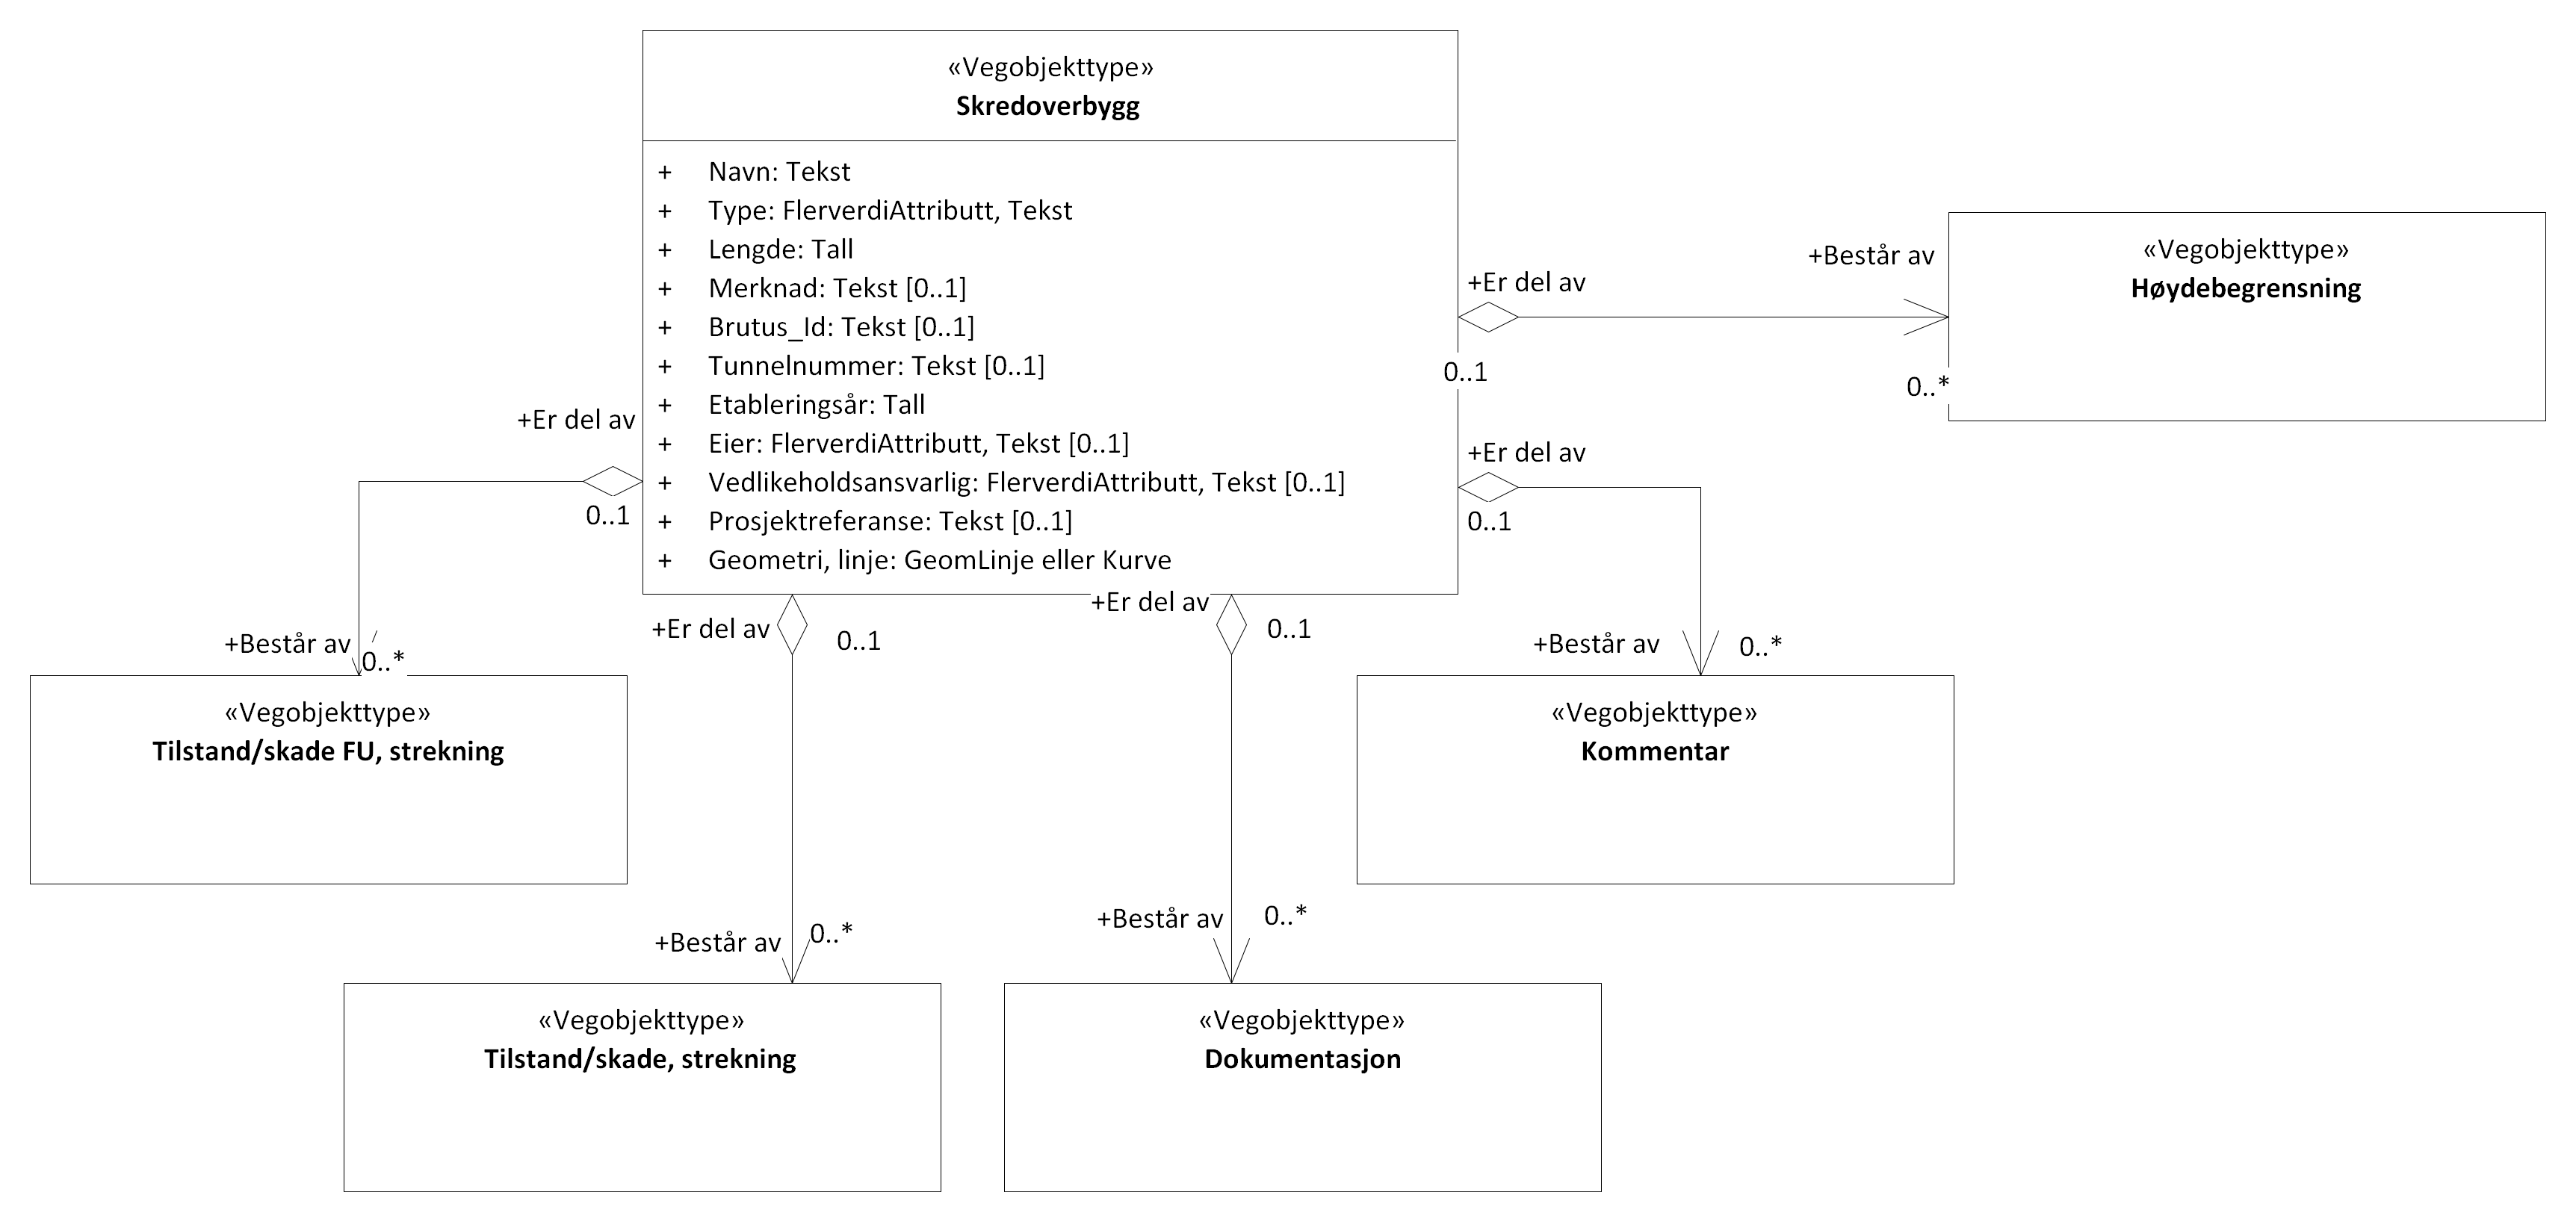 «Vegobjekttype»
Skredoverbygg
+ Navn: Tekst
+ Type: FlerverdiAttributt, Tekst
+ Lengde: Tall
+ Merknad: Tekst [0..1]
+ Brutus_Id: Tekst [0..1]
+ Tunnelnummer: Tekst [0..1]
+ Etableringsår: Tall
+ Eier: FlerverdiAttributt, Tekst [0..1]
+ Vedlikeholdsansvarlig: FlerverdiAttributt, Tekst [0..1]
+ Prosjektreferanse: Tekst [0..1]
+ Geometri, linje: GeomLinje eller Kurve
+Er del av
0..1
+Består av
0..*
«Vegobjekttype»
Høydebegrensning
+Er del av
0..1
+Består av
0..*
«Vegobjekttype»
Kommentar
+Er del av
0..1
+Består av
0..*
«Vegobjekttype»
Tilstand/skade FU, strekning
+Er del av
0..1
+Består av
0..*
«Vegobjekttype»
Tilstand/skade, strekning
+Er del av
0..1
+Består av
0..*
«Vegobjekttype»
Dokumentasjon